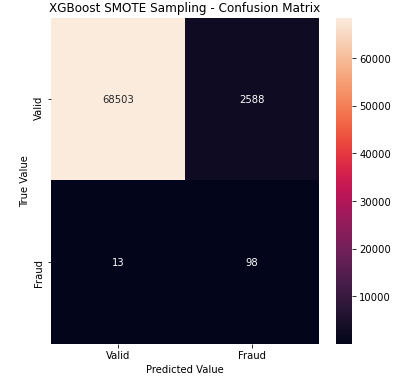 XGBoost SMOTE Sampling - Confusion Matrix
Valid
68503
2588
Fraud
13
98
True Value
Valid
Fraud
Predicted Value
60000
50000
40000
30000
20000
10000